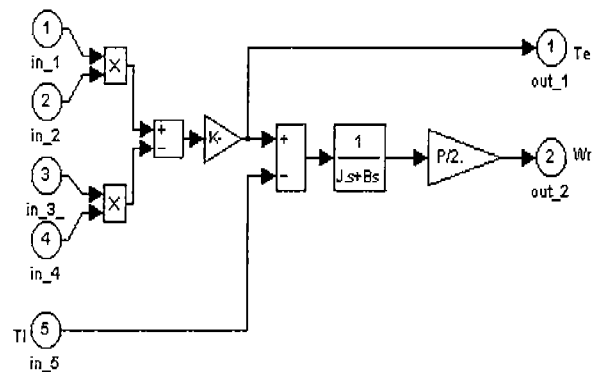 1
in_1
X
2
in_2
+
−
K-
3
in_3_
X
4
in_4
Tl
5
in_5
+
−
1
J.s+Bs
P/2.
1
Te
out_1
2
Wr
out_2